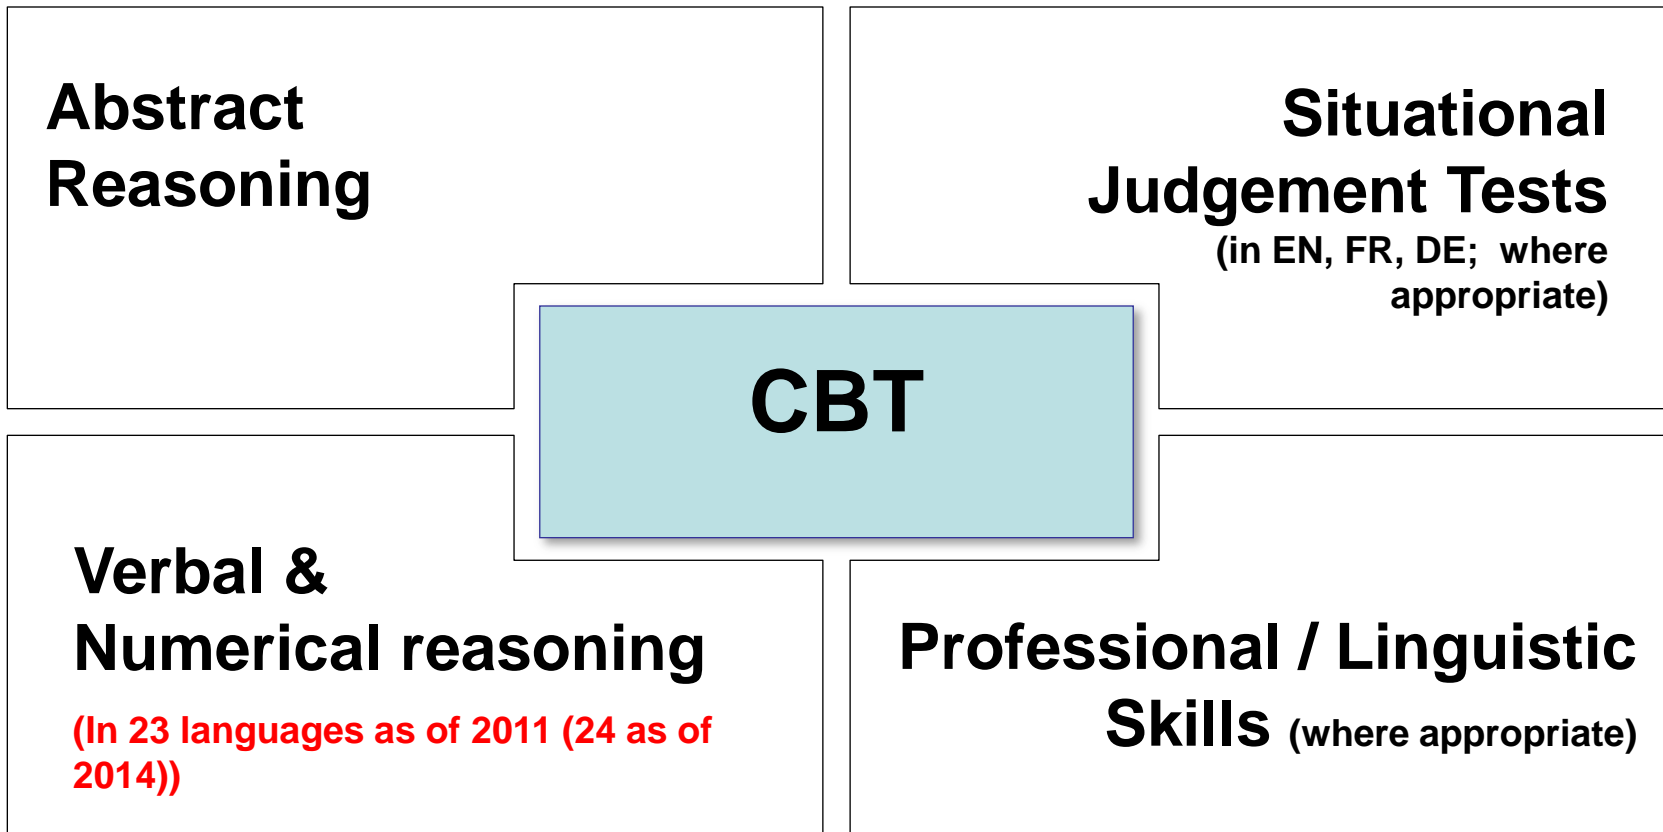 Abstract
Reasoning
Situational
Judgement Tests
(in EN, FR, DE;  where
appropriate)
CBT
Verbal &
Numerical reasoning
(In 23 languages as of 2011 (24 as of
2014))
Professional / Linguistic
Skills (where appropriate)